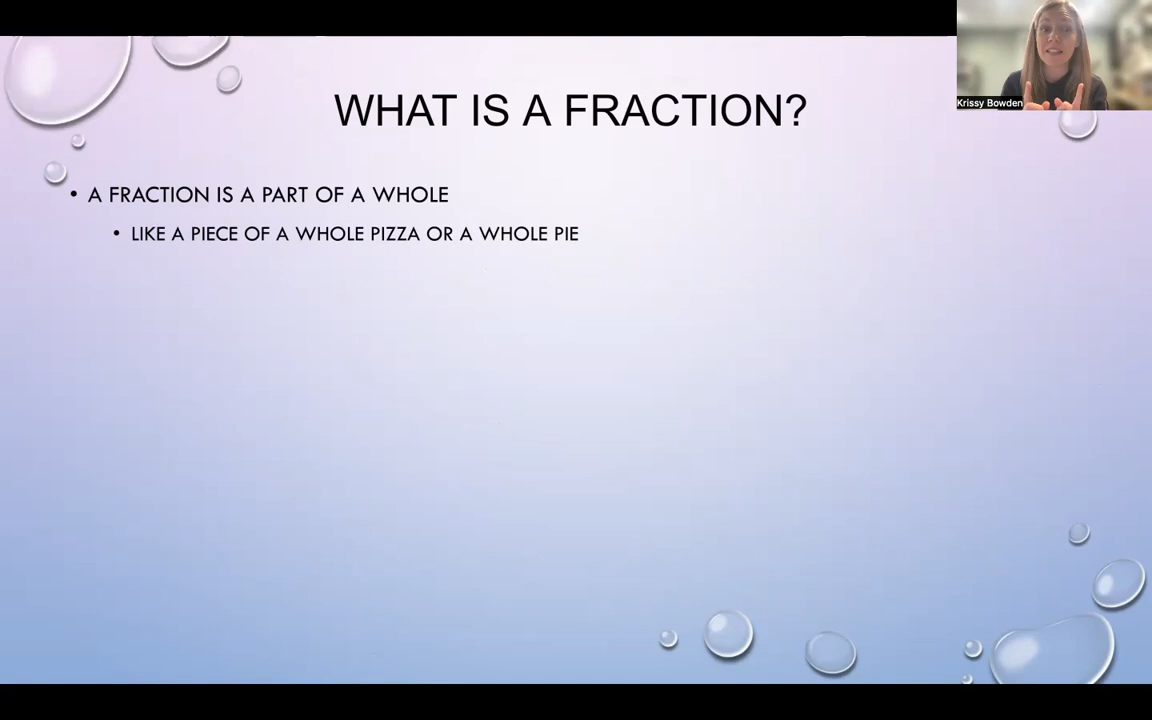 WHAT IS A FRACTION?
• A FRACTION IS A PART OF A WHOLE
• LIKE A PIECE OF A WHOLE PIZZA OR A WHOLE PIE
Krissy Bowden